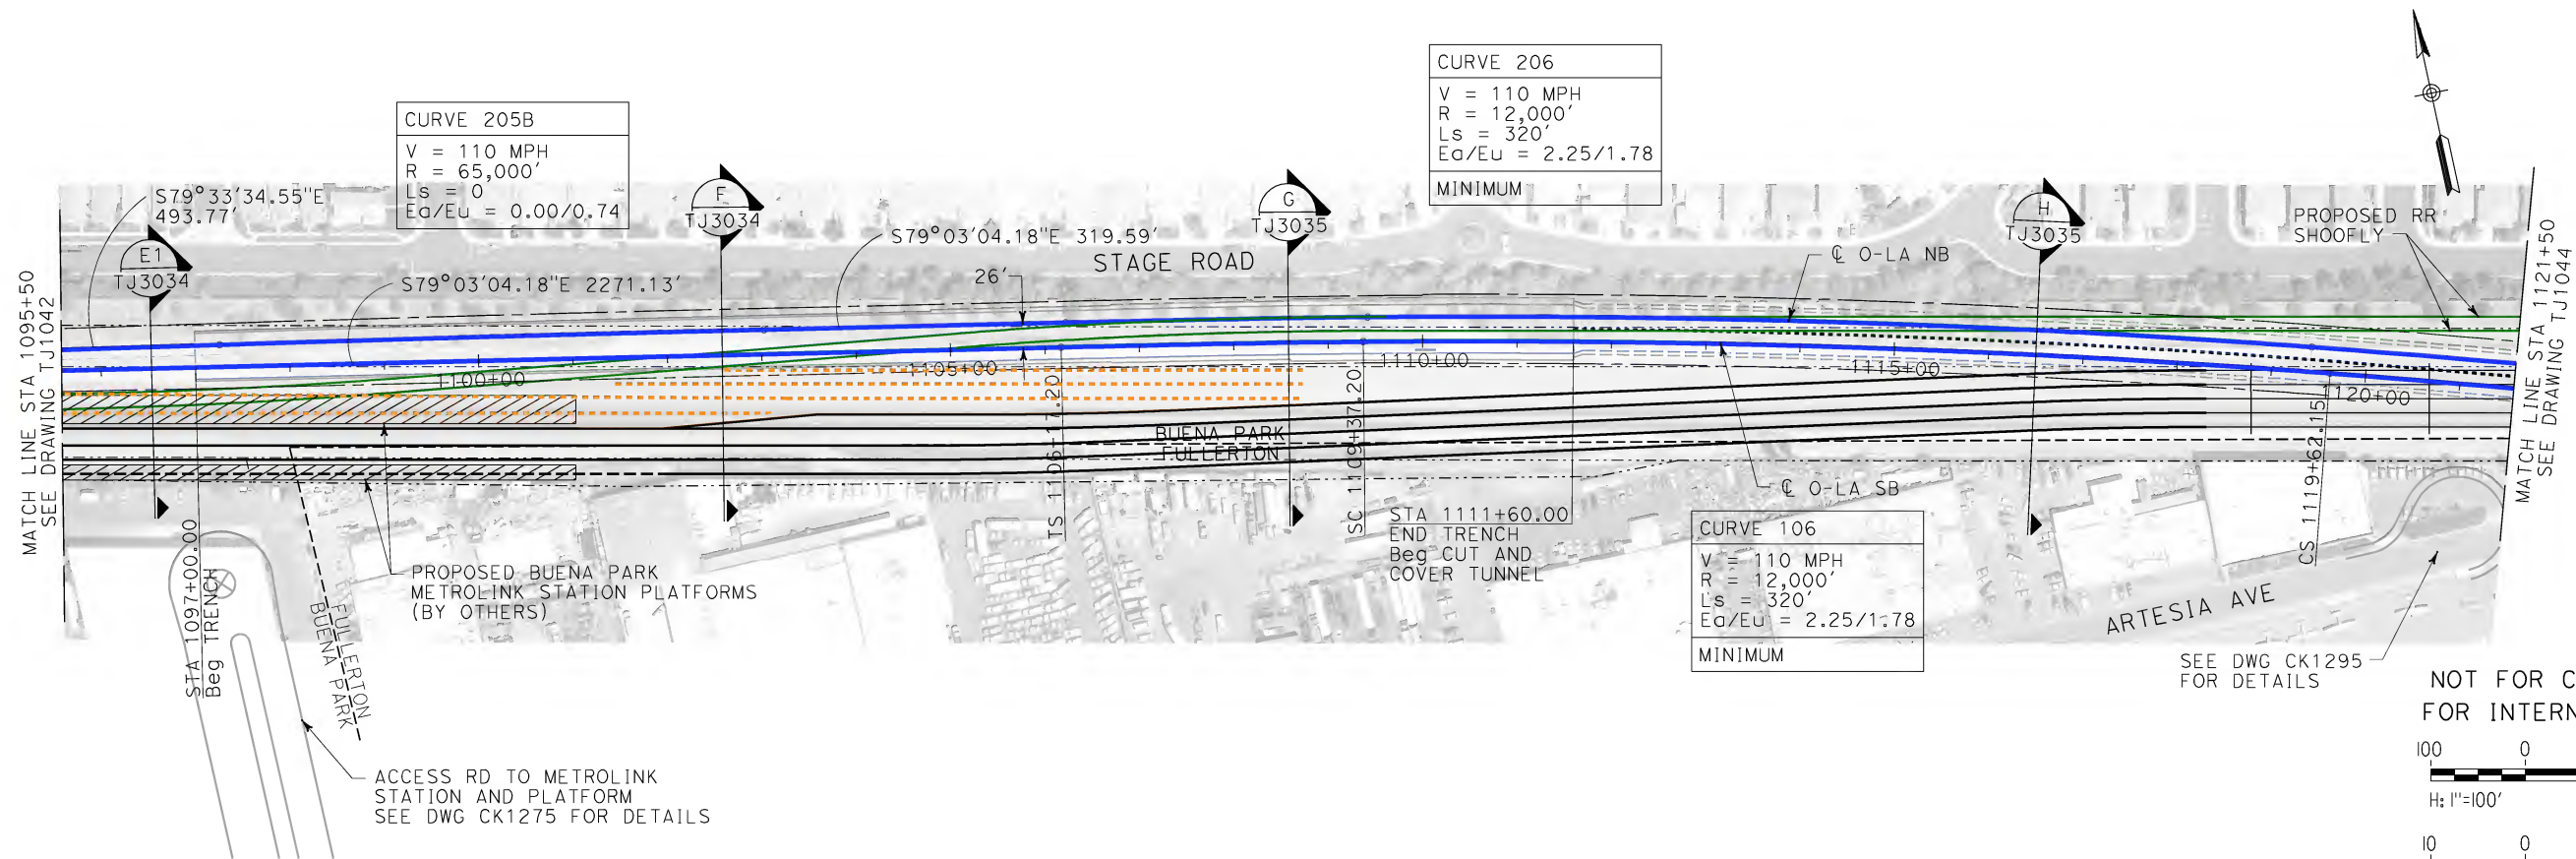 CURVE 205B
V = 110 MPH
R = 65,000'
Ls = 0
Ea/Eu = 0.00/0.74
CURVE 206
V = 110 MPH
R = 12,000'
Ls = 320'
Ea/Eu = 2.25/1.78
MINIMUM
S79°33'34.55"E
493.77'
E1
TJ3034
F
TJ3034
G
TJ3035
H
TJ3035
S79°03'04.18"E 2271.13'
S79°03'04.18"E 319.59'
26'
STAGE ROAD
℄ O-LA NB
PROPOSED RR
SHOOFLY
MATCH LINE STA 1095+50
SEE DRAWING TJ1042
MATCH LINE STA 1121+50
SEE DRAWING TJ1044
1100+00
1105+00
1110+00
1115+00
1120+00
BUENA PARK
FULLERTON
TS 1106+17.20
SC 1109+37.20
CS 1119+62.15
℄ O-LA SB
STA 1111+60.00
END TRENCH
Beg CUT AND
COVER TUNNEL
CURVE 106
V = 110 MPH
R = 12,000'
Ls = 320'
Ea/Eu = 2.25/1.78
MINIMUM
STA 1097+00.00
Beg TRENCH
FULLERTON
BUENA PARK
PROPOSED BUENA PARK
METROLINK STATION PLATFORMS
(BY OTHERS)
ACCESS RD TO METROLINK
STATION AND PLATFORM
SEE DWG CK1275 FOR DETAILS
ARTESIA AVE
SEE DWG CK1295
FOR DETAILS
NOT FOR C
FOR INTERN
100 0
H: 1"=100'
10 0